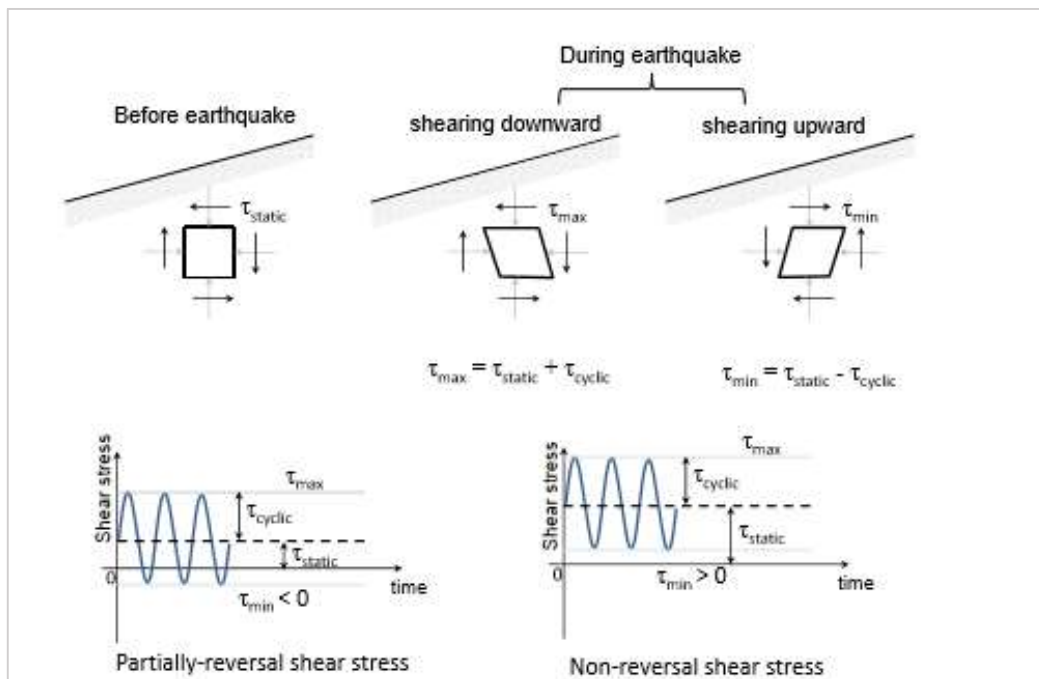 During earthquake
Before earthquake
shearing downward
shearing upward
τstatic
τmax
τmin
τmax = τstatic + τcyclic
τmin = τstatic - τcyclic
Shear stress
τmax
τcyclic
τstatic
0
time
τmin < 0
Partially-reversal shear stress
Shear stress
τmax
τcyclic
τstatic
0
time
τmin > 0
Non-reversal shear stress